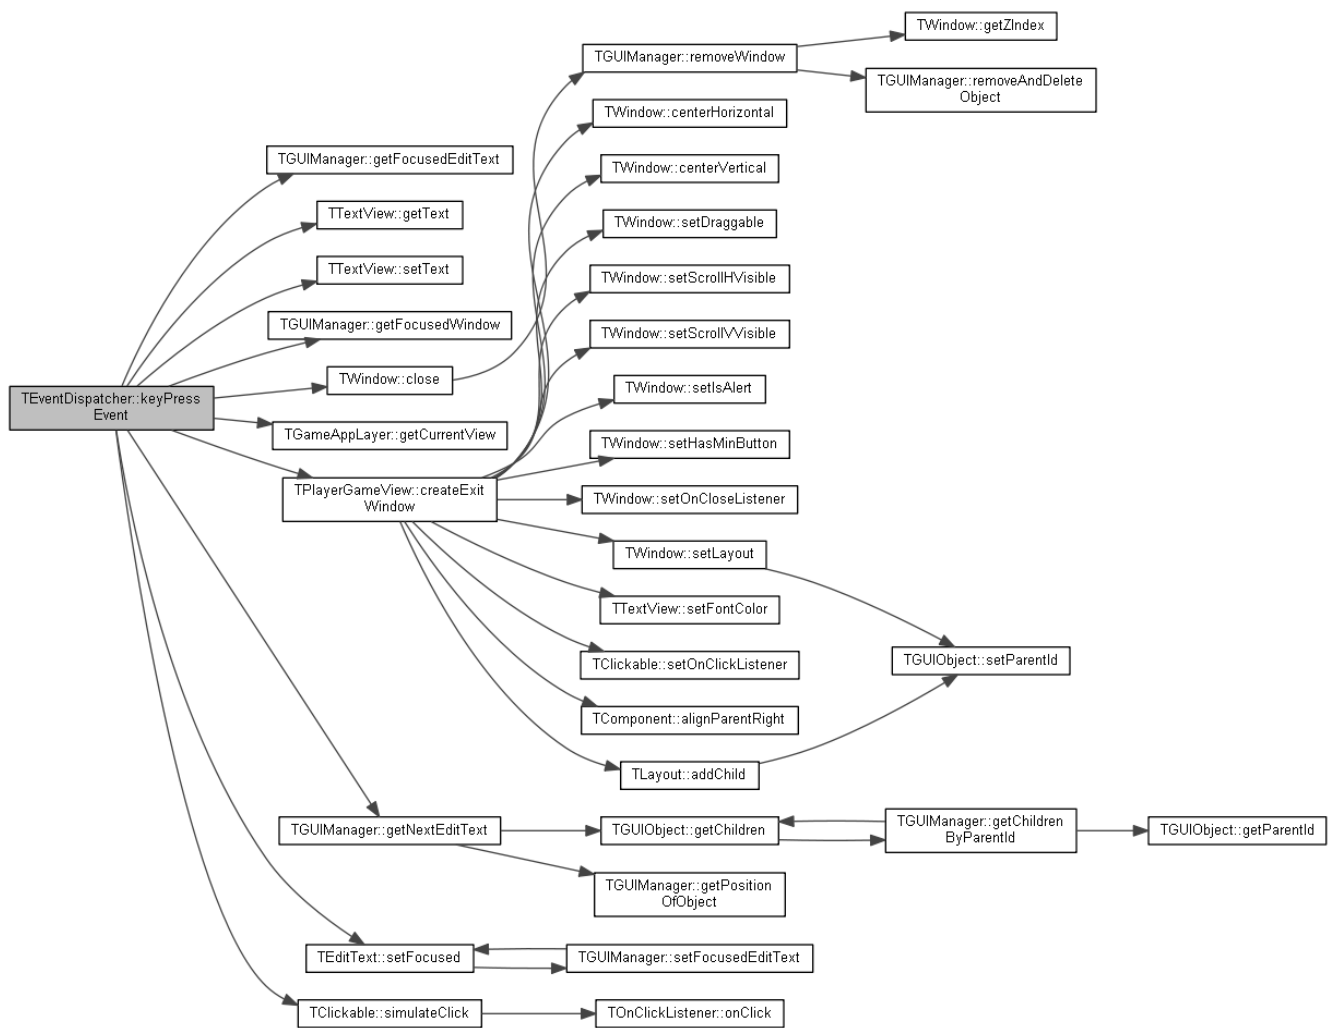 TWindow::getZIndex
TGUIManager::removeWindow
TGUIManager::removeAndDelete
Object
TWindow::centerHorizontal
TGUIManager::getFocusedEditText
TWindow::centerVertical
TTextView::getText
TWindow::setDraggable
TTextView::setText
TWindow::setScrollHVisible
TGUIManager::getFocusedWindow
TWindow::setScrollVVisible
TWindow::close
TWindow::setIsAlert
TEventDispatcher::keyPress
Event
TGameAppLayer::getCurrentView
TWindow::setHasMinButton
TPlayerGameView::createExit
Window
TWindow::setOnCloseListener
TWindow::setLayout
TTextView::setFontColor
TClickable::setOnClickListener
TGUIObject::setParentId
TComponent::alignParentRight
TLayout::addChild
TGUIManager::getNextEditText
TGUIObject::getChildren
TGUIManager::getChildren
ByParentId
TGUIObject::getParentId
TGUIManager::getPosition
OfObject
TEditText::setFocused
TGUIManager::setFocusedEditText
TClickable::simulateClick
TOnClickListener::onClick